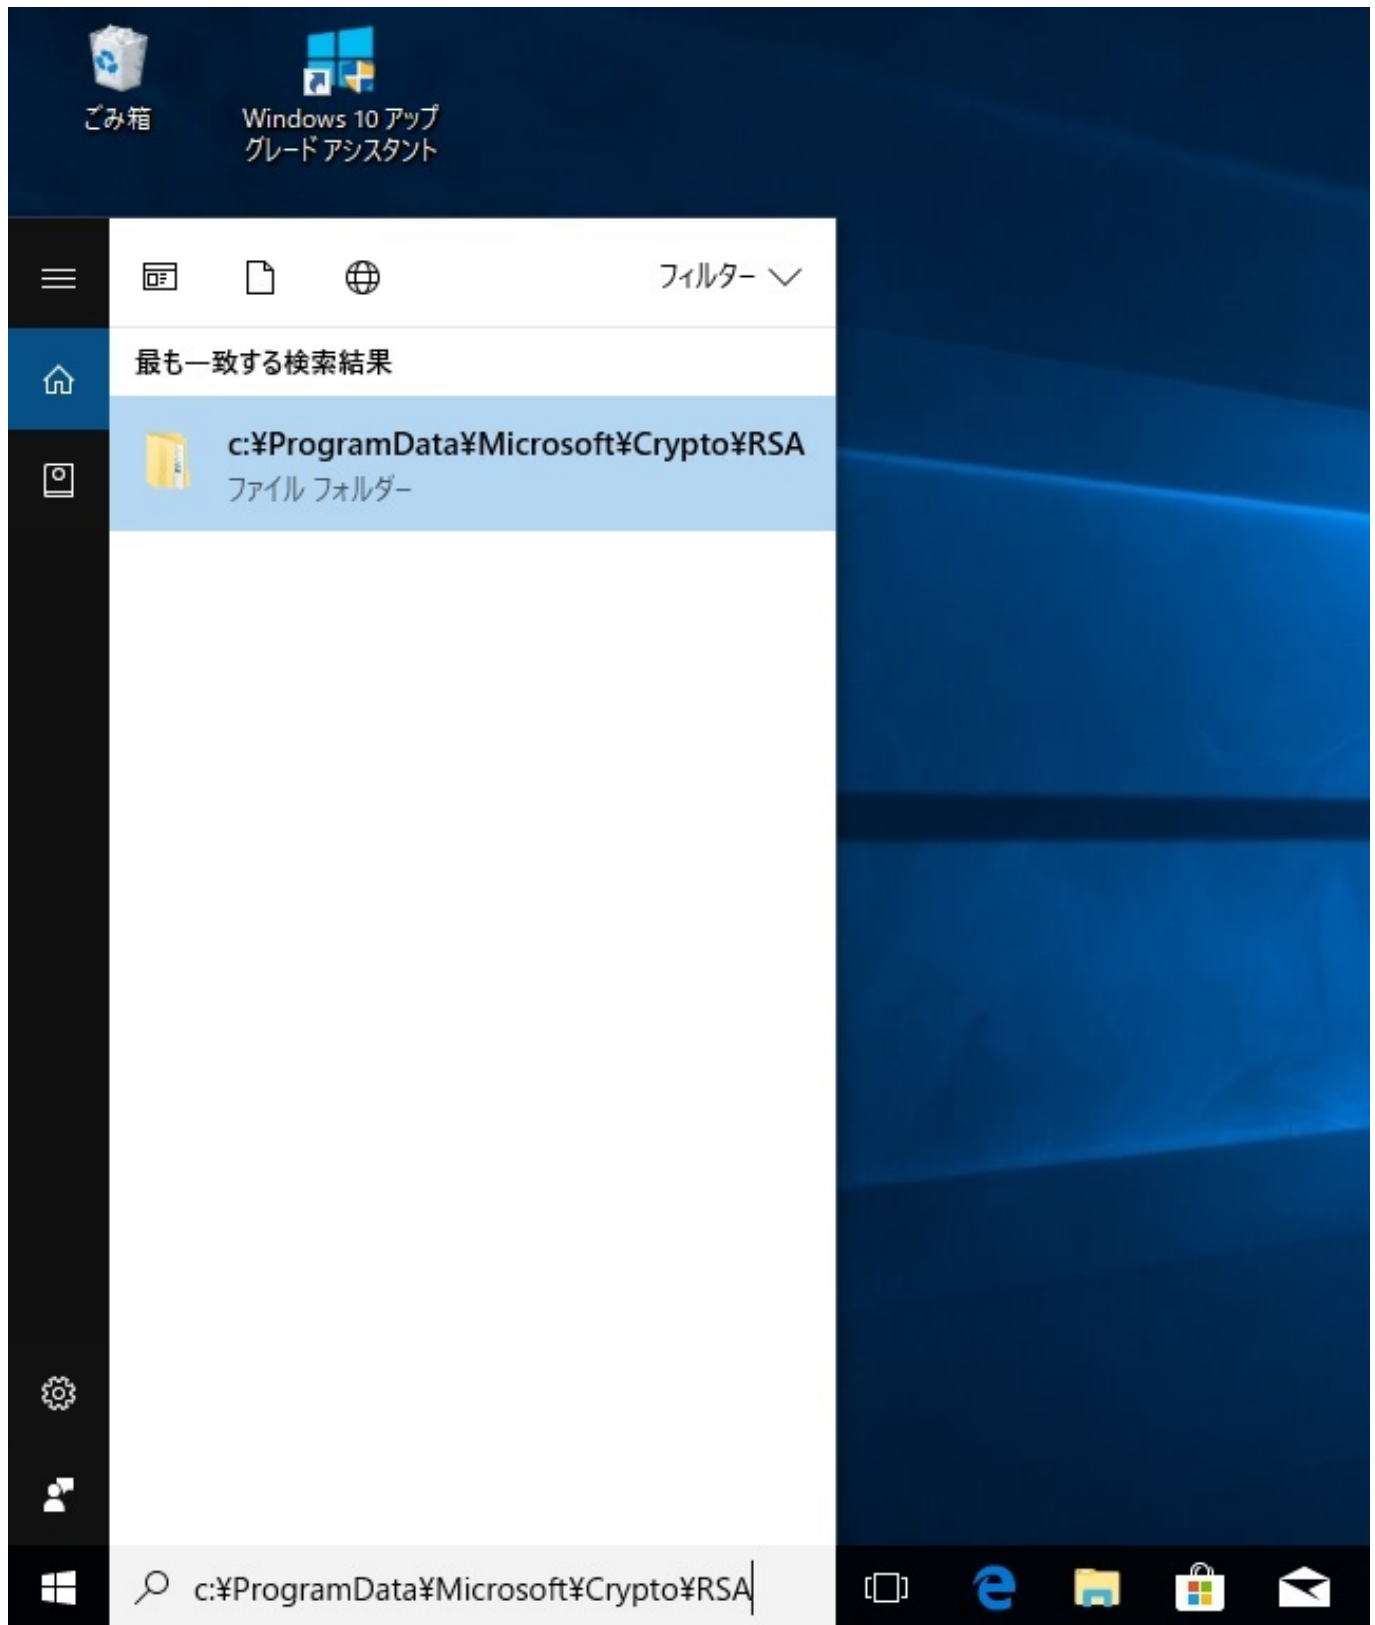 ごみ箱
Windows 10 アップ
グレード アシスタント
フィルター
最も一致する検索結果
c:¥ProgramData¥Microsoft¥Crypto¥RSA
ファイル フォルダー
c:¥ProgramData¥Microsoft¥Crypto¥RSA